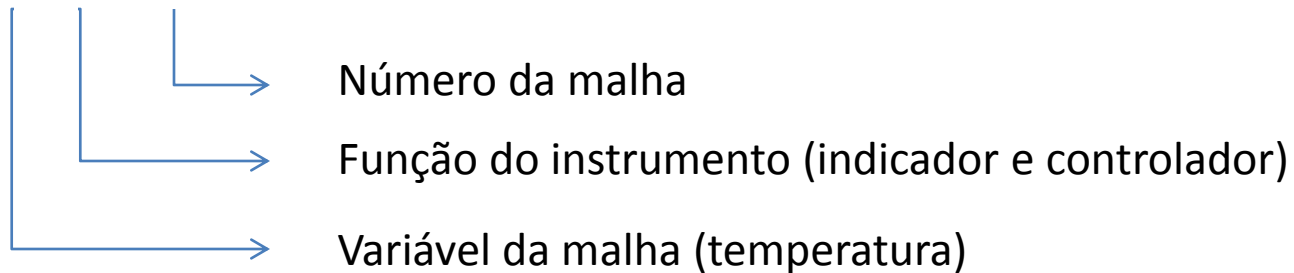 Número da malha
Função do instrumento (indicador e controlador)
Variável da malha (temperatura)